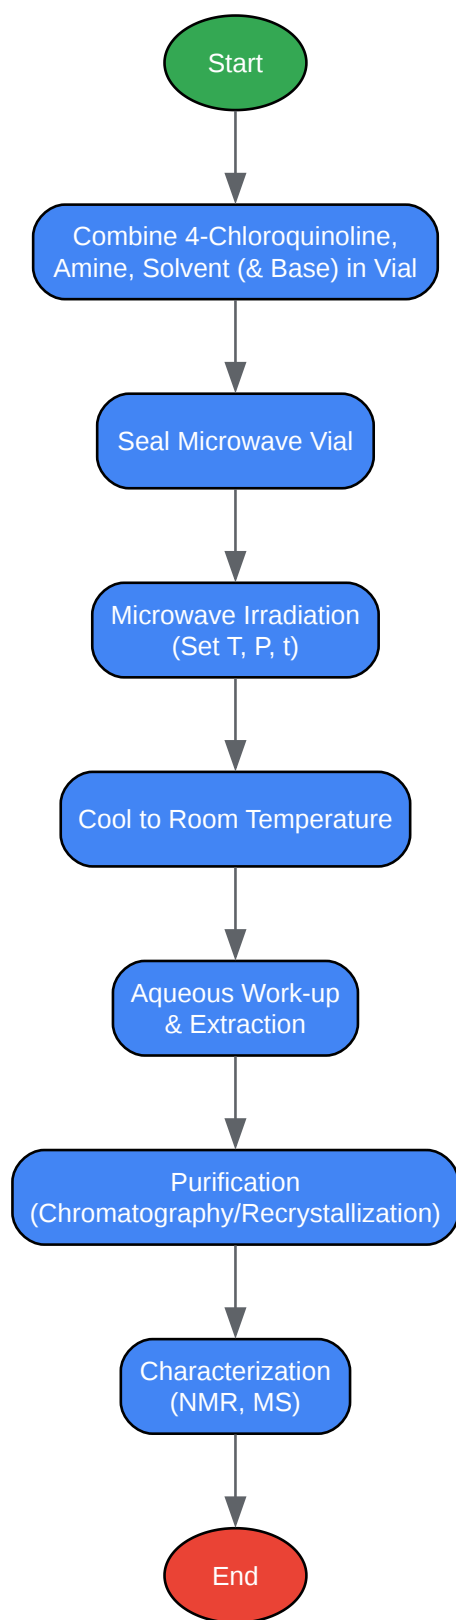 Start
Combine 4-Chloroquinoline,
Amine, Solvent (& Base) in Vial
Seal Microwave Vial
Microwave Irradiation
(Set T, P, t)
Cool to Room Temperature
Aqueous Work-up
& Extraction
Purification
(Chromatography/Recrystallization)
Characterization
(NMR, MS)
End